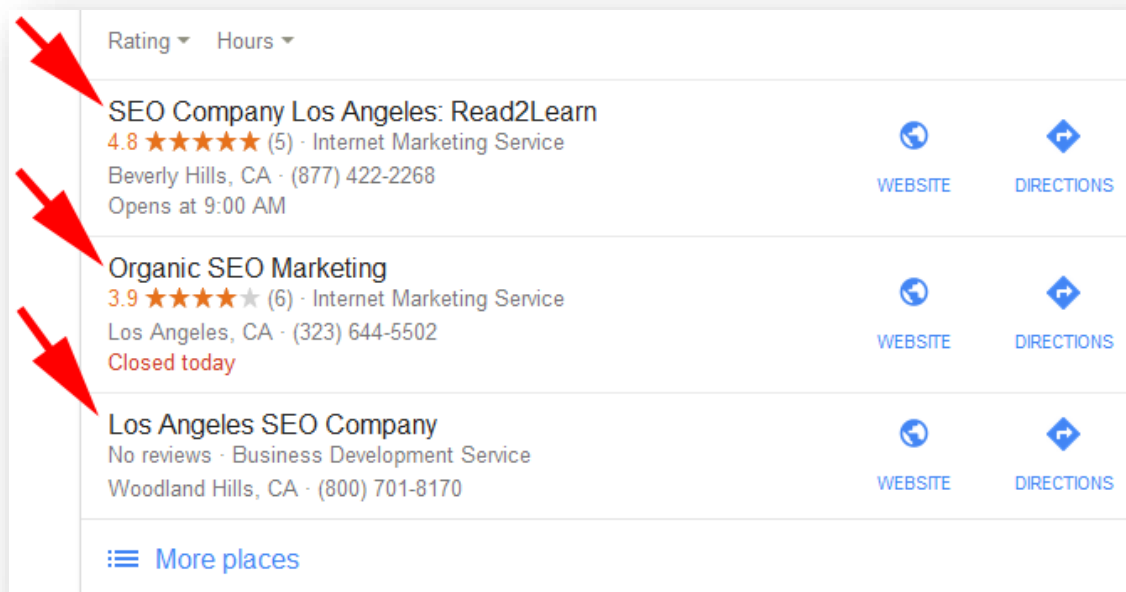 Rating Hours
SEO Company Los Angeles: Read2Learn
4.8 ★★★★★ (5) · Internet Marketing Service
Beverly Hills, CA · (877) 422-2268
Opens at 9:00 AM
WEBSITE DIRECTIONS
Organic SEO Marketing
3.9 ★★★★★ (6) · Internet Marketing Service
Los Angeles, CA · (323) 644-5502
Closed today
WEBSITE DIRECTIONS
Los Angeles SEO Company
No reviews · Business Development Service
Woodland Hills, CA · (800) 701-8170
WEBSITE DIRECTIONS
More places